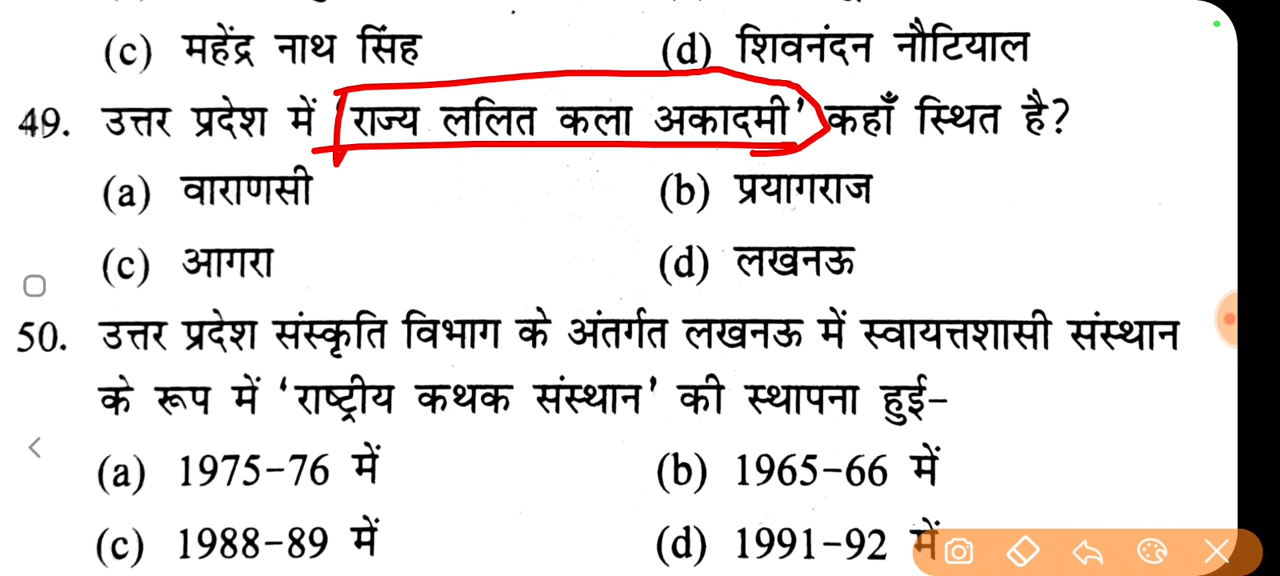 (c) महेंद्र नाथ सिंह (d) शिवनंदन नौटियाल
49. उत्तर प्रदेश में 'राज्य ललित कला अकादमी' कहाँ स्थित है?
(a) वाराणसी (b) प्रयागराज
(c) आगरा (d) लखनऊ
50. उत्तर प्रदेश संस्कृति विभाग के अंतर्गत लखनऊ में स्वायत्तशासी संस्थान
के रूप में 'राष्ट्रीय कथक संस्थान' की स्थापना हुई–
(a) 1975-76 में (b) 1965-66 में
(c) 1988-89 में (d) 1991-92 में